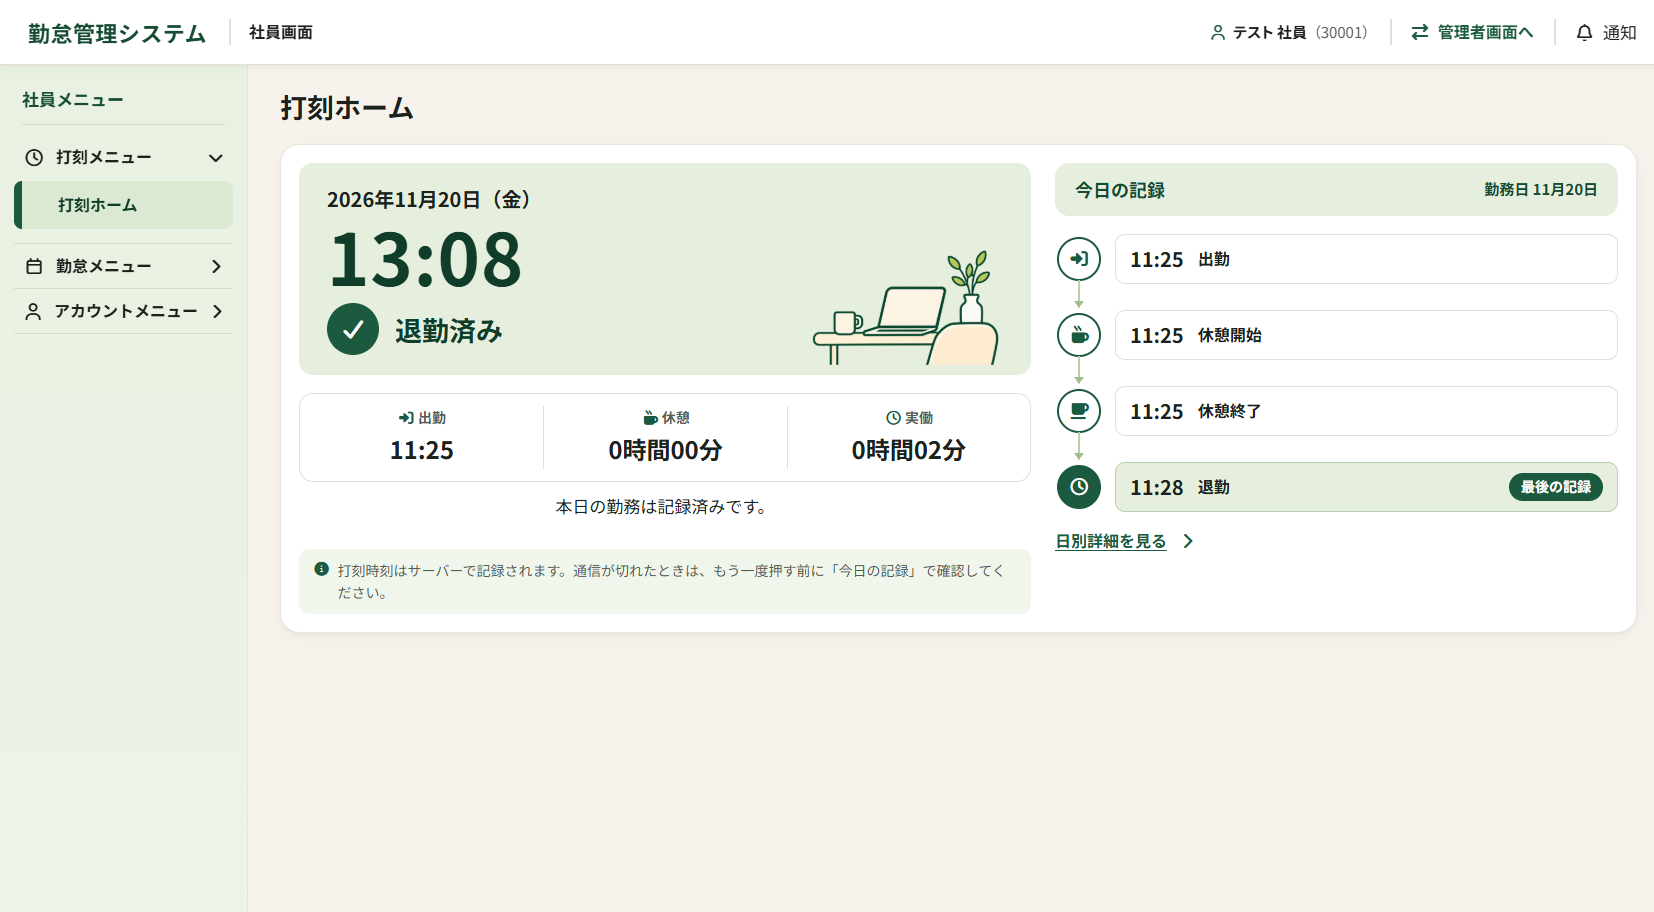 勤怠管理システム
社員画面
テスト 社員（30001）
管理者画面へ
通知
社員メニュー
打刻メニュー
打刻ホーム
勤怠メニュー
アカウントメニュー
打刻ホーム
2026年11月20日（金）
13:08
退勤済み
出勤
11:25
休憩
0時間00分
実働
0時間02分
本日の勤務は記録済みです。
打刻時刻はサーバーで記録されます。通信が切れたときは、もう一度押す前に「今日の記録」で確認してく
ださい。
今日の記録
勤務日 11月20日
11:25 出勤
11:25 休憩開始
11:25 休憩終了
11:28 退勤
最後の記録
日別詳細を見る